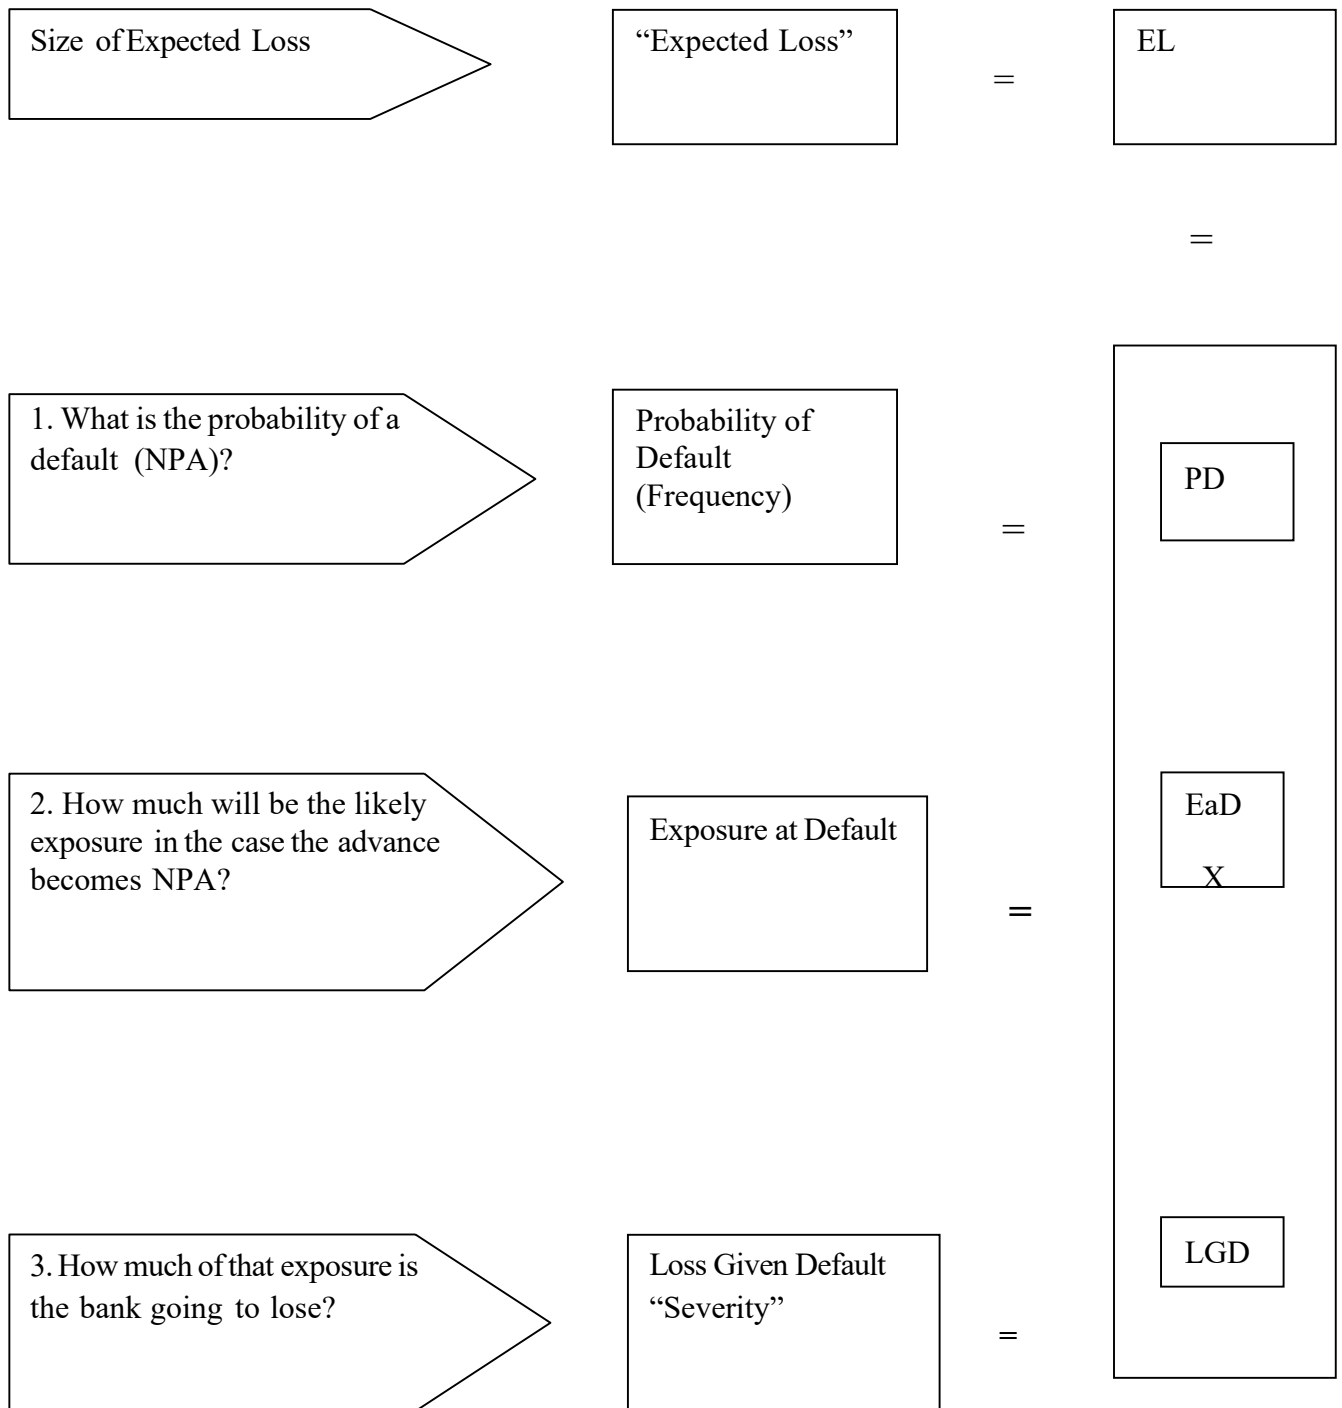 Size of Expected Loss
“Expected Loss”
=
EL
=
1. What is the probability of a
default (NPA)?
Probability of
Default
(Frequency)
=
PD
2. How much will be the likely
exposure in the case the advance
becomes NPA?
Exposure at Default
=
EaD
X
3. How much of that exposure is
the bank going to lose?
Loss Given Default
“Severity”
=
LGD